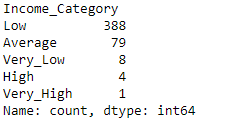 Income_Category
Low 388
Average 79
Very_Low 8
High 4
Very_High 1
Name: count, dtype: int64